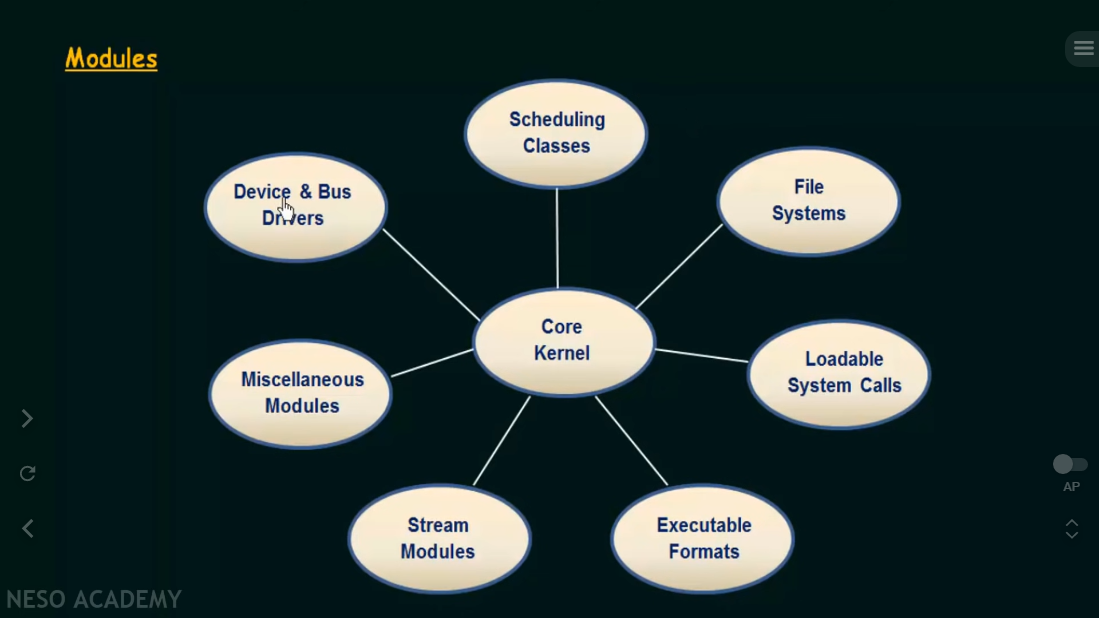 Modules
Scheduling
Classes
Device & Bus
Drivers
File
Systems
Core
Kernel
Loadable
System Calls
Miscellaneous
Modules
Stream
Modules
Executable
Formats
AP
NESO ACADEMY